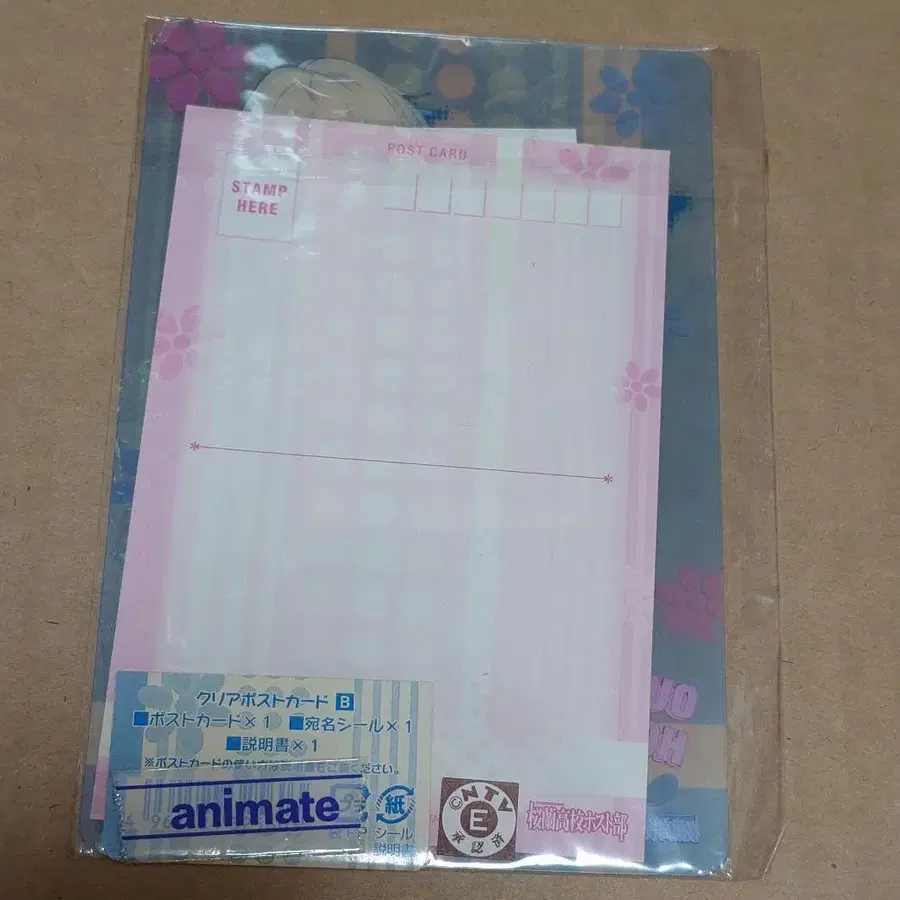 POST CARD
STAMP
HERE
クリアポストカード B
■ポストカード×1 ■宛名シール×1
■説明書×1
※ポストカードの使い方は説明書をご覧ください。
animate
紙
シール
説明書
©NTV
E
承認済
桜蘭高校ホスト部